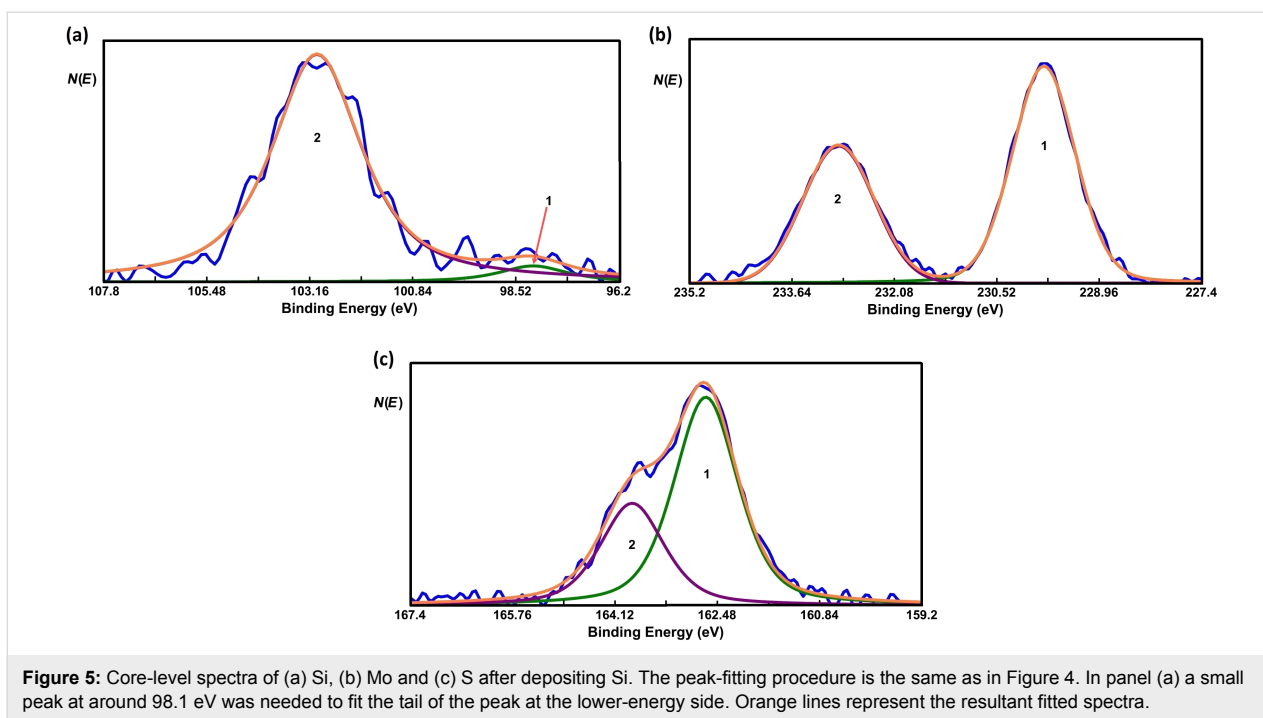 (a)
N(E)
2
1
107.8 105.48 103.16 100.84 98.52 96.2
Binding Energy (eV)
(b)
N(E)
2
1
235.2 233.64 232.08 230.52 228.96 227.4
Binding Energy (eV)
(c)
N(E)
1
2
167.4 165.76 164.12 162.48 160.84 159.2
Binding Energy (eV)
Figure 5: Core-level spectra of (a) Si, (b) Mo and (c) S after depositing Si. The peak-fitting procedure is the same as in Figure 4. In panel (a) a small
peak at around 98.1 eV was needed to fit the tail of the peak at the lower-energy side. Orange lines represent the resultant fitted spectra.